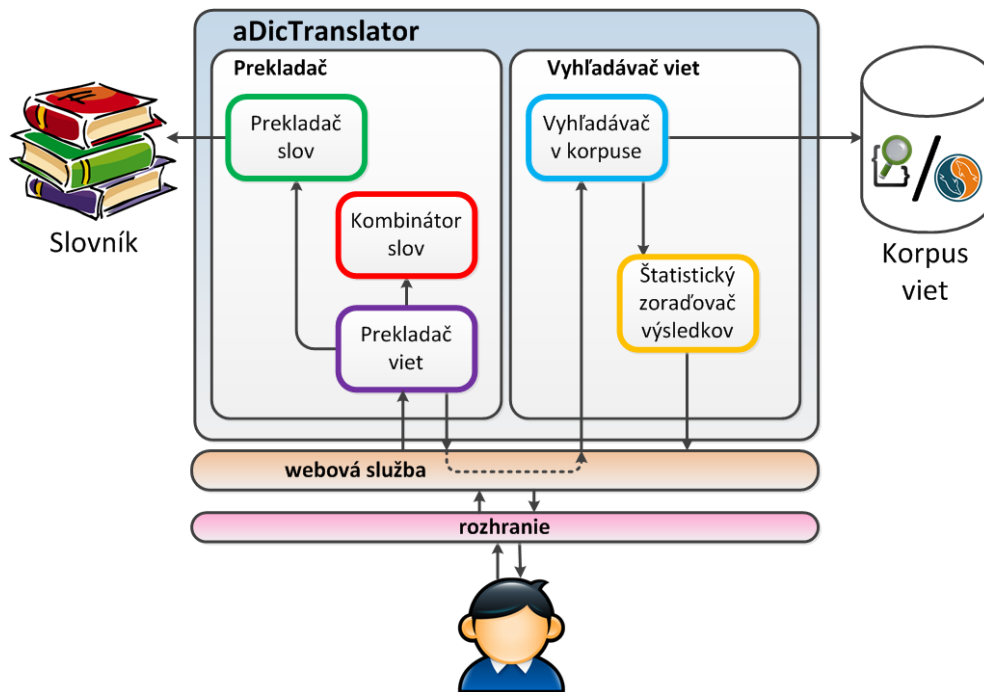 aDicTranslator
Prekladač
Vyhľadávač viet
Prekladač
slov
Kombinátor
slov
Prekladač
viet
Vyhľadávač
v korpuse
Štatistický
zoraďovač
výsledkov
Slovník
Korpus
viet
webová služba
rozhranie